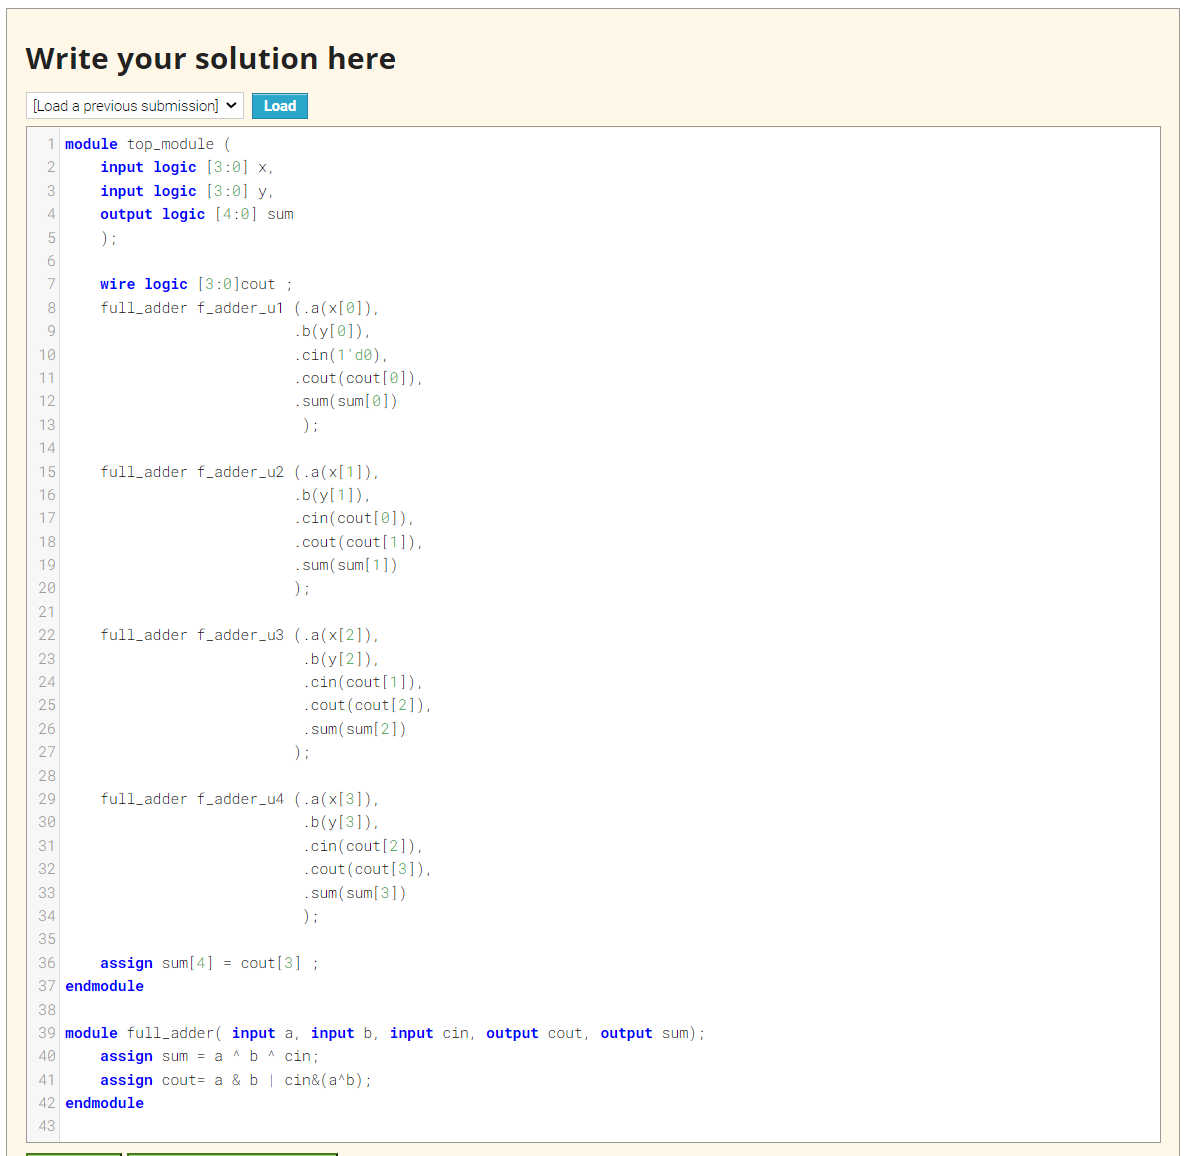 Write your solution here
[Load a previous submission] Load
1 module top_module (
2     input logic [3:0] x,
3     input logic [3:0] y,
4     output logic [4:0] sum
5     );
6
7     wire logic [3:0]cout ;
8     full_adder f_adder_u1 (.a(x[0]),
9                           .b(y[0]),
10                          .cin(1'd0),
11                          .cout(cout[0]),
12                          .sum(sum[0])
13                           );
14
15    full_adder f_adder_u2 (.a(x[1]),
16                          .b(y[1]),
17                          .cin(cout[0]),
18                          .cout(cout[1]),
19                          .sum(sum[1])
20                          );
21
22    full_adder f_adder_u3 (.a(x[2]),
23                           .b(y[2]),
24                           .cin(cout[1]),
25                           .cout(cout[2]),
26                           .sum(sum[2])
27                          );
28
29    full_adder f_adder_u4 (.a(x[3]),
30                           .b(y[3]),
31                           .cin(cout[2]),
32                           .cout(cout[3]),
33                           .sum(sum[3])
34                           );
35
36    assign sum[4] = cout[3] ;
37 endmodule
38
39 module full_adder( input a, input b, input cin, output cout, output sum);
40    assign sum = a ^ b ^ cin;
41    assign cout= a & b | cin&(a^b);
42 endmodule
43